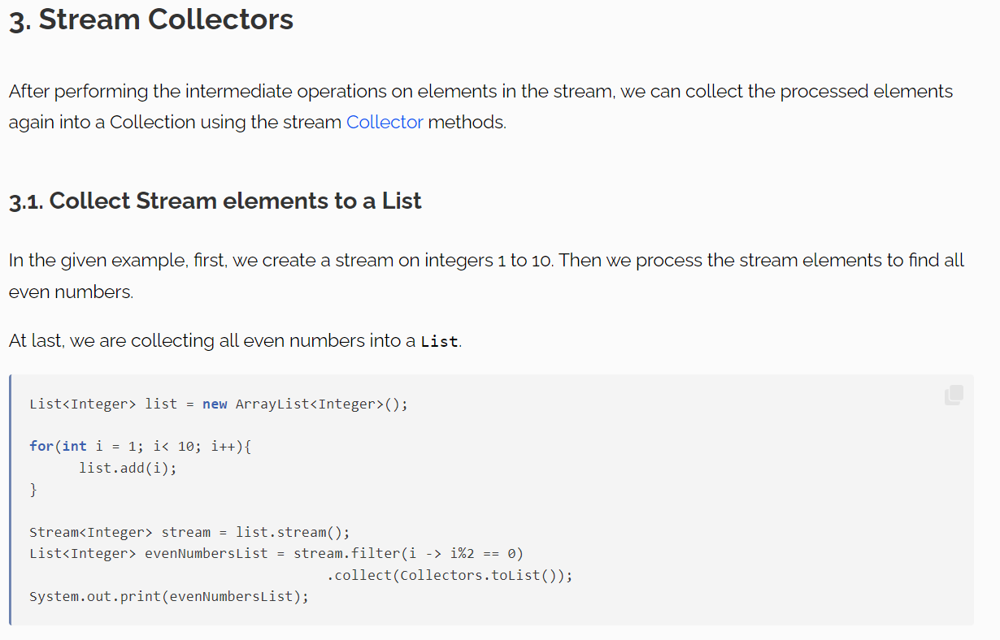 3. Stream Collectors
After performing the intermediate operations on elements in the stream, we can collect the processed elements
again into a Collection using the stream Collector methods.
3.1. Collect Stream elements to a List
In the given example, first, we create a stream on integers 1 to 10. Then we process the stream elements to find all
even numbers.
At last, we are collecting all even numbers into a List.
List<Integer> list = new ArrayList<Integer>();
for(int i = 1; i< 10; i++){
      list.add(i);
}
Stream<Integer> stream = list.stream();
List<Integer> evenNumbersList = stream.filter(i -> i%2 == 0)
                                    .collect(Collectors.toList());
System.out.print(evenNumbersList);